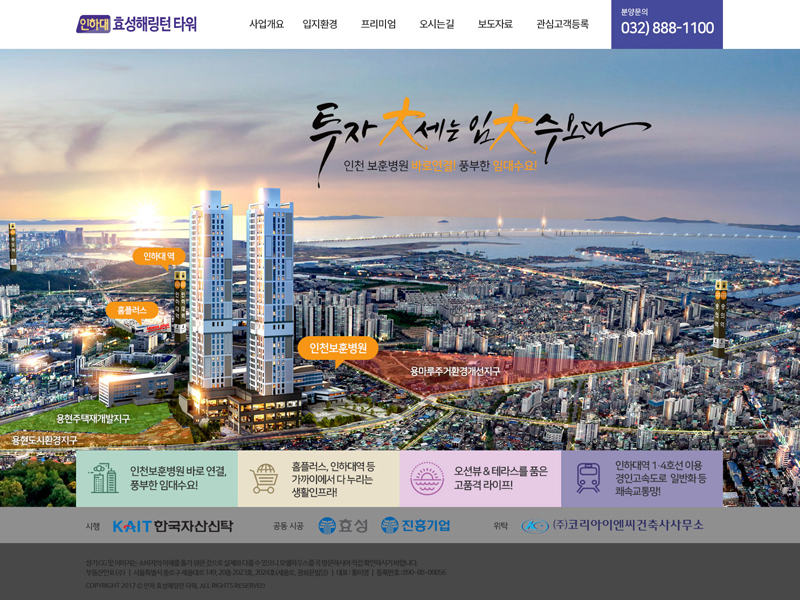 인하대 효성해링턴 타워
사업개요 입지환경 프리미엄 오시는길 보도자료 관심고객등록
분양문의
032) 888-1100
투자 大세는 임大수요다
인천 보훈병원 바로연결! 풍부한 임대수요!
인하대 역
홈플러스
인천보훈병원
용마루주거환경개선지구
용현주택재개발지구
용현도시환경지구
인천보훈병원 바로 연결,
풍부한 임대수요!
홈플러스, 인하대역 등
가까이에서 다 누리는
생활인프라!
오션뷰 & 테라스를 품은
고품격 라이프!
인하대역 1·4호선 이용
경인고속도로 일반화 등
쾌속교통망!
시행 KAIT 한국자산신탁 공동 시공 효성 진흥기업 위탁 (주)코리아이엔씨건축사사무소
COPYRIGHT 2017 © 인하 효성해링턴 타워. ALL RIGHTS RESERVED